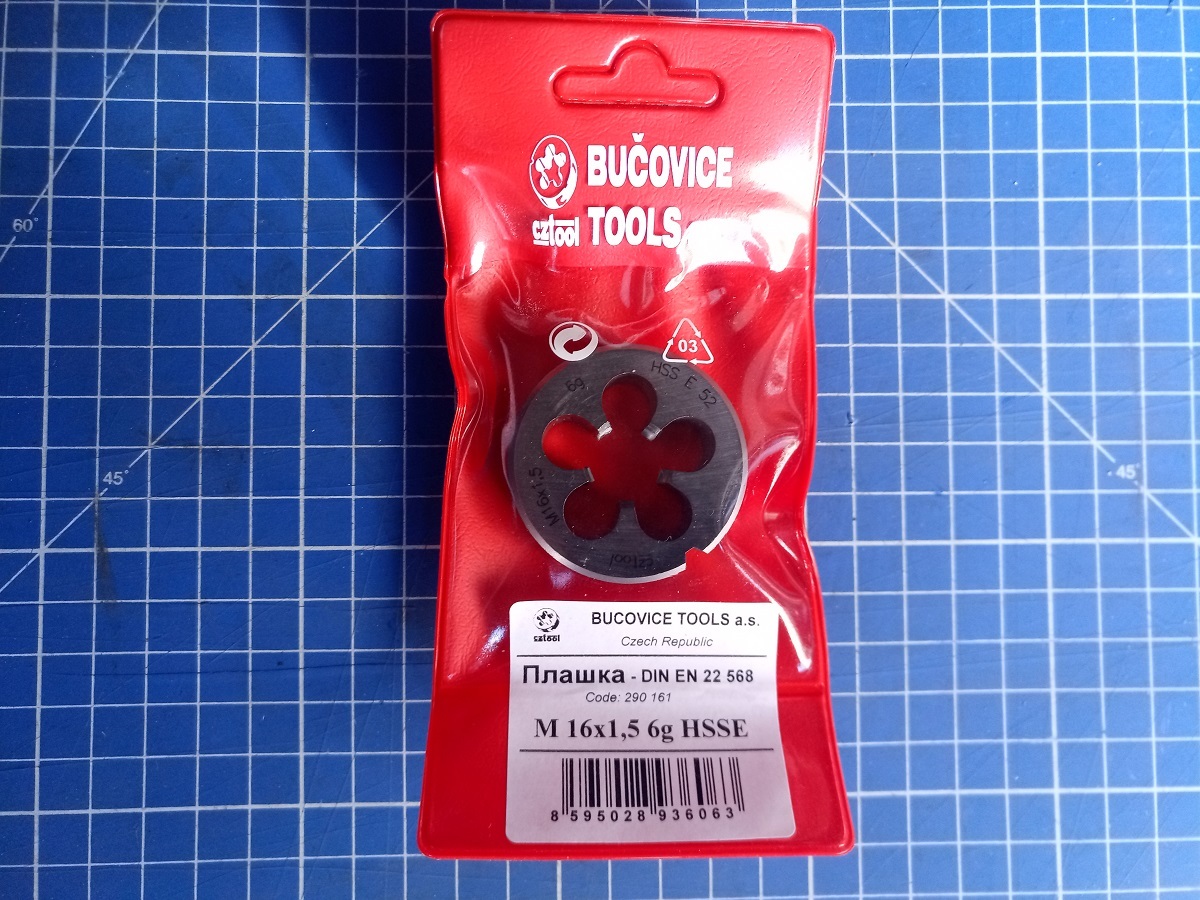 BUČOVICE
cztool TOOLS
60°
03
6g
HSS E 52
M16x1,5
cztool
45°
45°
cztool
BUCOVICE TOOLS a.s.
Czech Republic
Плашка - DIN EN 22 568
Code: 290 161
M 16x1,5 6g HSSE
8 595028 936063